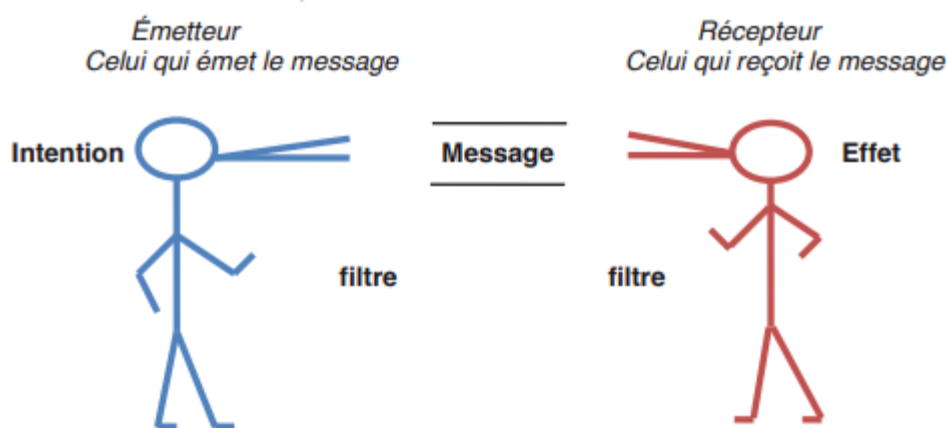 Émetteur
Celui qui émet le message
Récepteur
Celui qui reçoit le message
Intention
Message
Effet
filtre
filtre